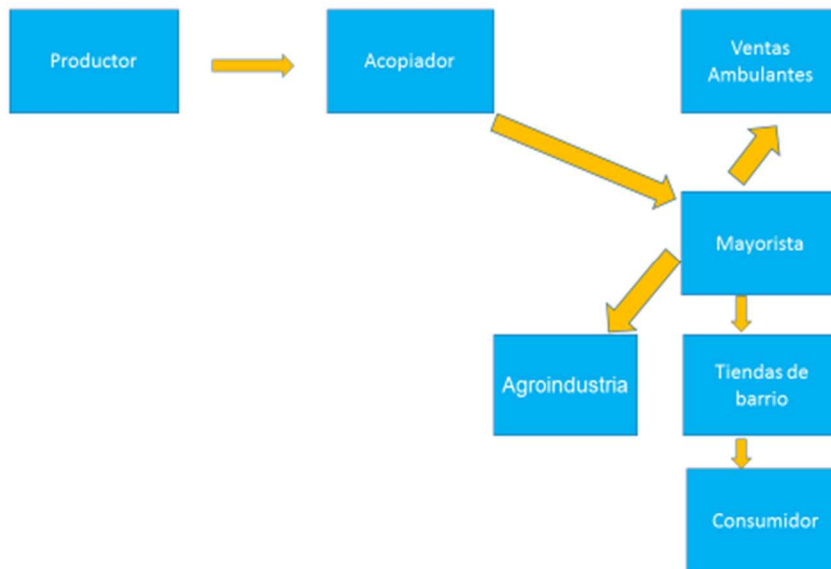 Productor
Acopiador
Ventas
Ambulantes
Mayorista
Agroindustria
Tiendas de
barrio
Consumidor